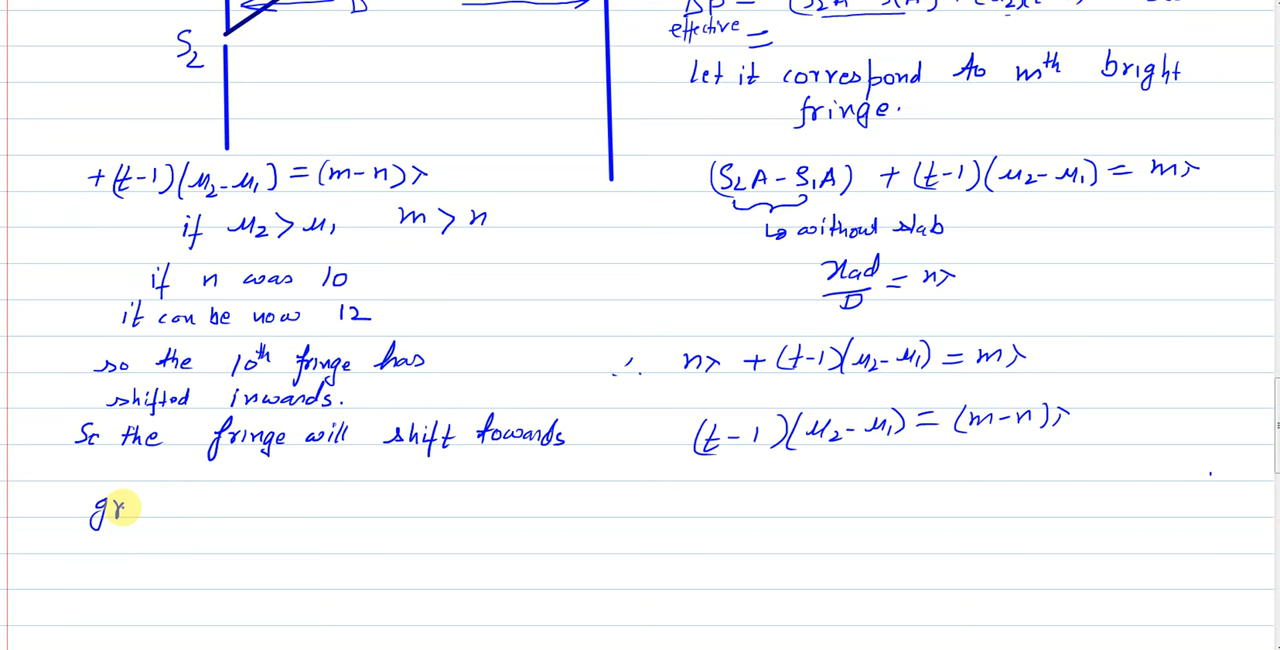 D
S₂
effective =
Let it correspond to mth bright
fringe.
+(t-1)(μ₂-μ₁) = (m-n)λ
if μ₂ > μ₁ m > n
if n was 10
it can be now 12
so the 10th fringe has
shifted inwards.
So the fringe will shift towards
gr
(S₂A - S₁A) + (t-1)(μ₂-μ₁) = mλ
↳ without slab
xad/D = nλ
∴ nλ + (t-1)(μ₂-μ₁) = mλ
(t-1)(μ₂-μ₁) = (m-n)λ